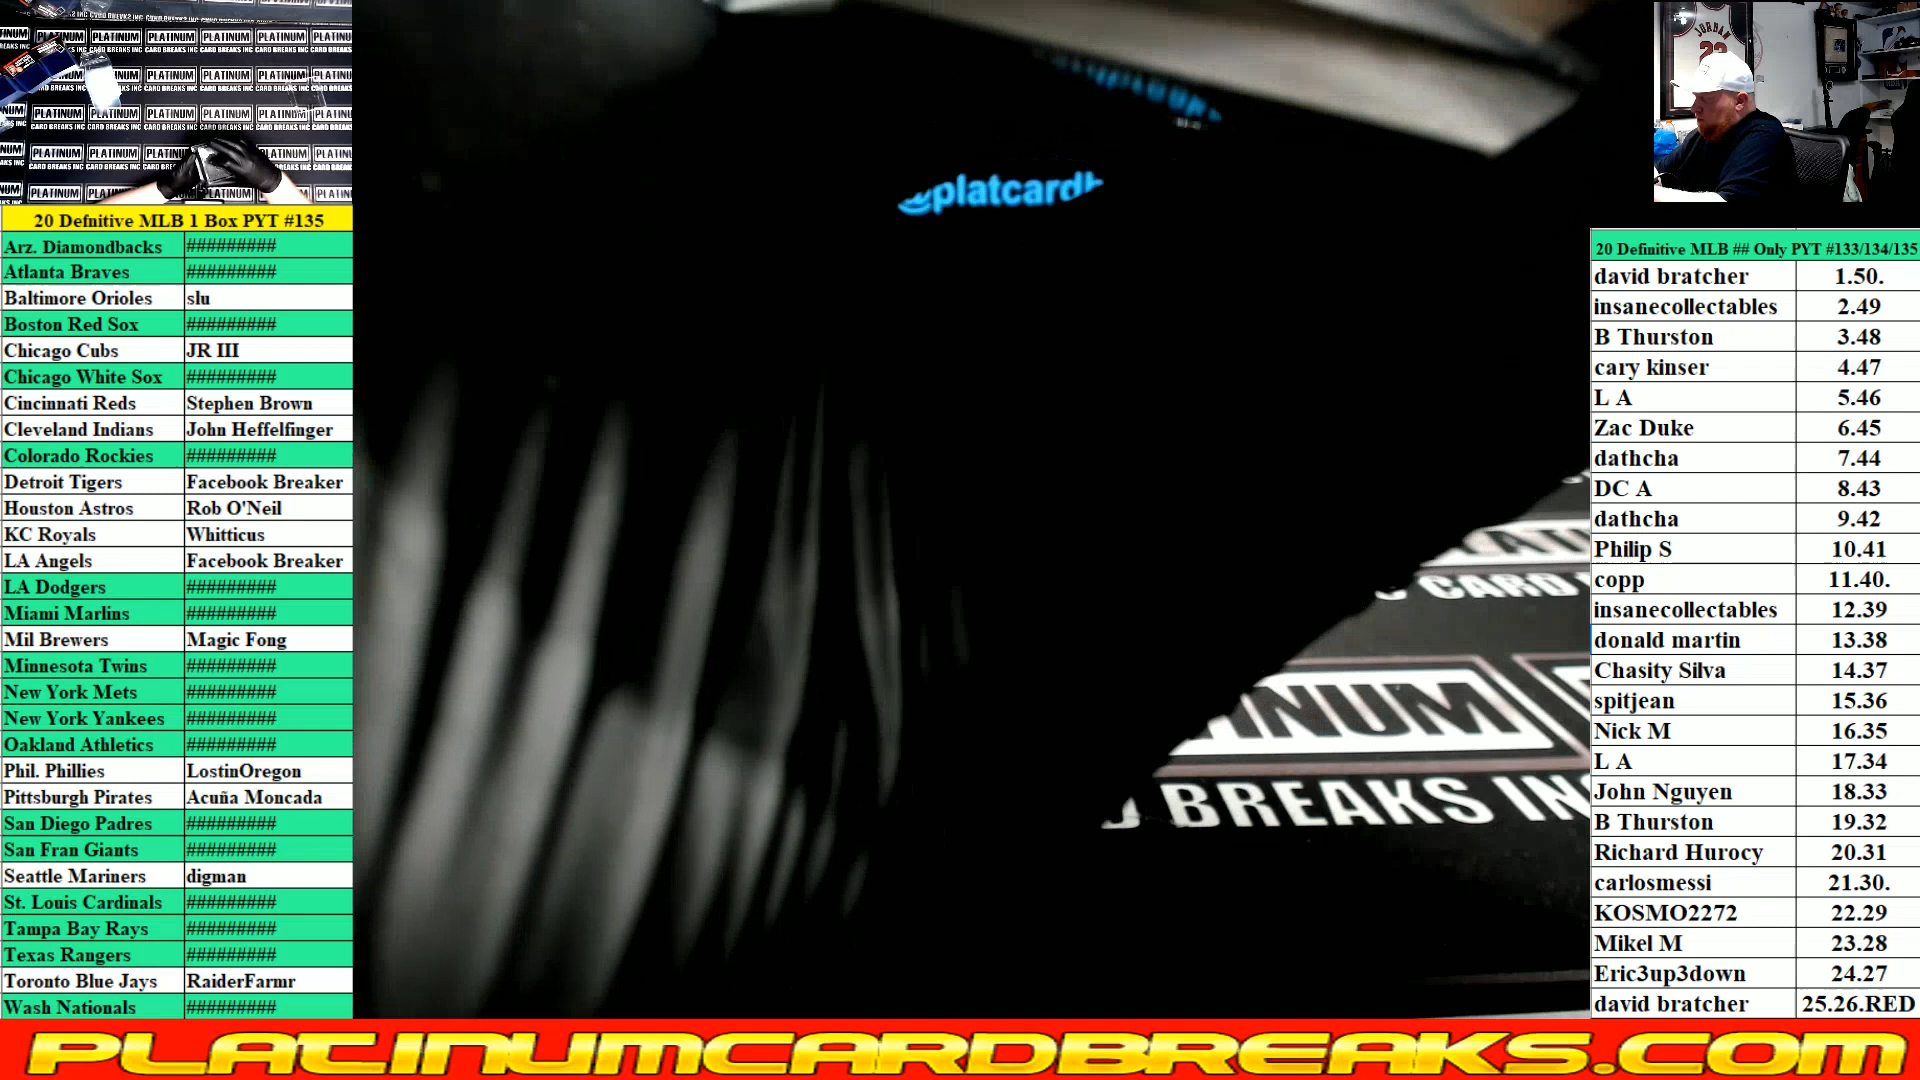 20 Defnitive MLB 1 Box PYT #135
Arz. Diamondbacks #########
Atlanta Braves #########
Baltimore Orioles slu
Boston Red Sox #########
Chicago Cubs JR III
Chicago White Sox #########
Cincinnati Reds Stephen Brown
Cleveland Indians John Heffelfinger
Colorado Rockies #########
Detroit Tigers Facebook Breaker
Houston Astros Rob O'Neil
KC Royals Whitticus
LA Angels Facebook Breaker
LA Dodgers #########
Miami Marlins #########
Mil Brewers Magic Fong
Minnesota Twins #########
New York Mets #########
New York Yankees #########
Oakland Athletics #########
Phil. Phillies LostinOregon
Pittsburgh Pirates Acuña Moncada
San Diego Padres #########
San Fran Giants #########
Seattle Mariners digman
St. Louis Cardinals #########
Tampa Bay Rays #########
Texas Rangers #########
Toronto Blue Jays RaiderFarmr
Wash Nationals #########
@platcard
CARD
INUM
BREAKS IN
JORDAN
23
20 Definitive MLB ## Only PYT #133/134/135
david bratcher 1.50.
insanecollectables 2.49
B Thurston 3.48
cary kinser 4.47
L A 5.46
Zac Duke 6.45
dathcha 7.44
DC A 8.43
dathcha 9.42
Philip S 10.41
copp 11.40.
insanecollectables 12.39
donald martin 13.38
Chasity Silva 14.37
spitjean 15.36
Nick M 16.35
L A 17.34
John Nguyen 18.33
B Thurston 19.32
Richard Hurocy 20.31
carlosmessi 21.30.
KOSMO2272 22.29
Mikel M 23.28
Eric3up3down 24.27
david bratcher 25.26.RED
PLATINUMCARDBREAKS.COM